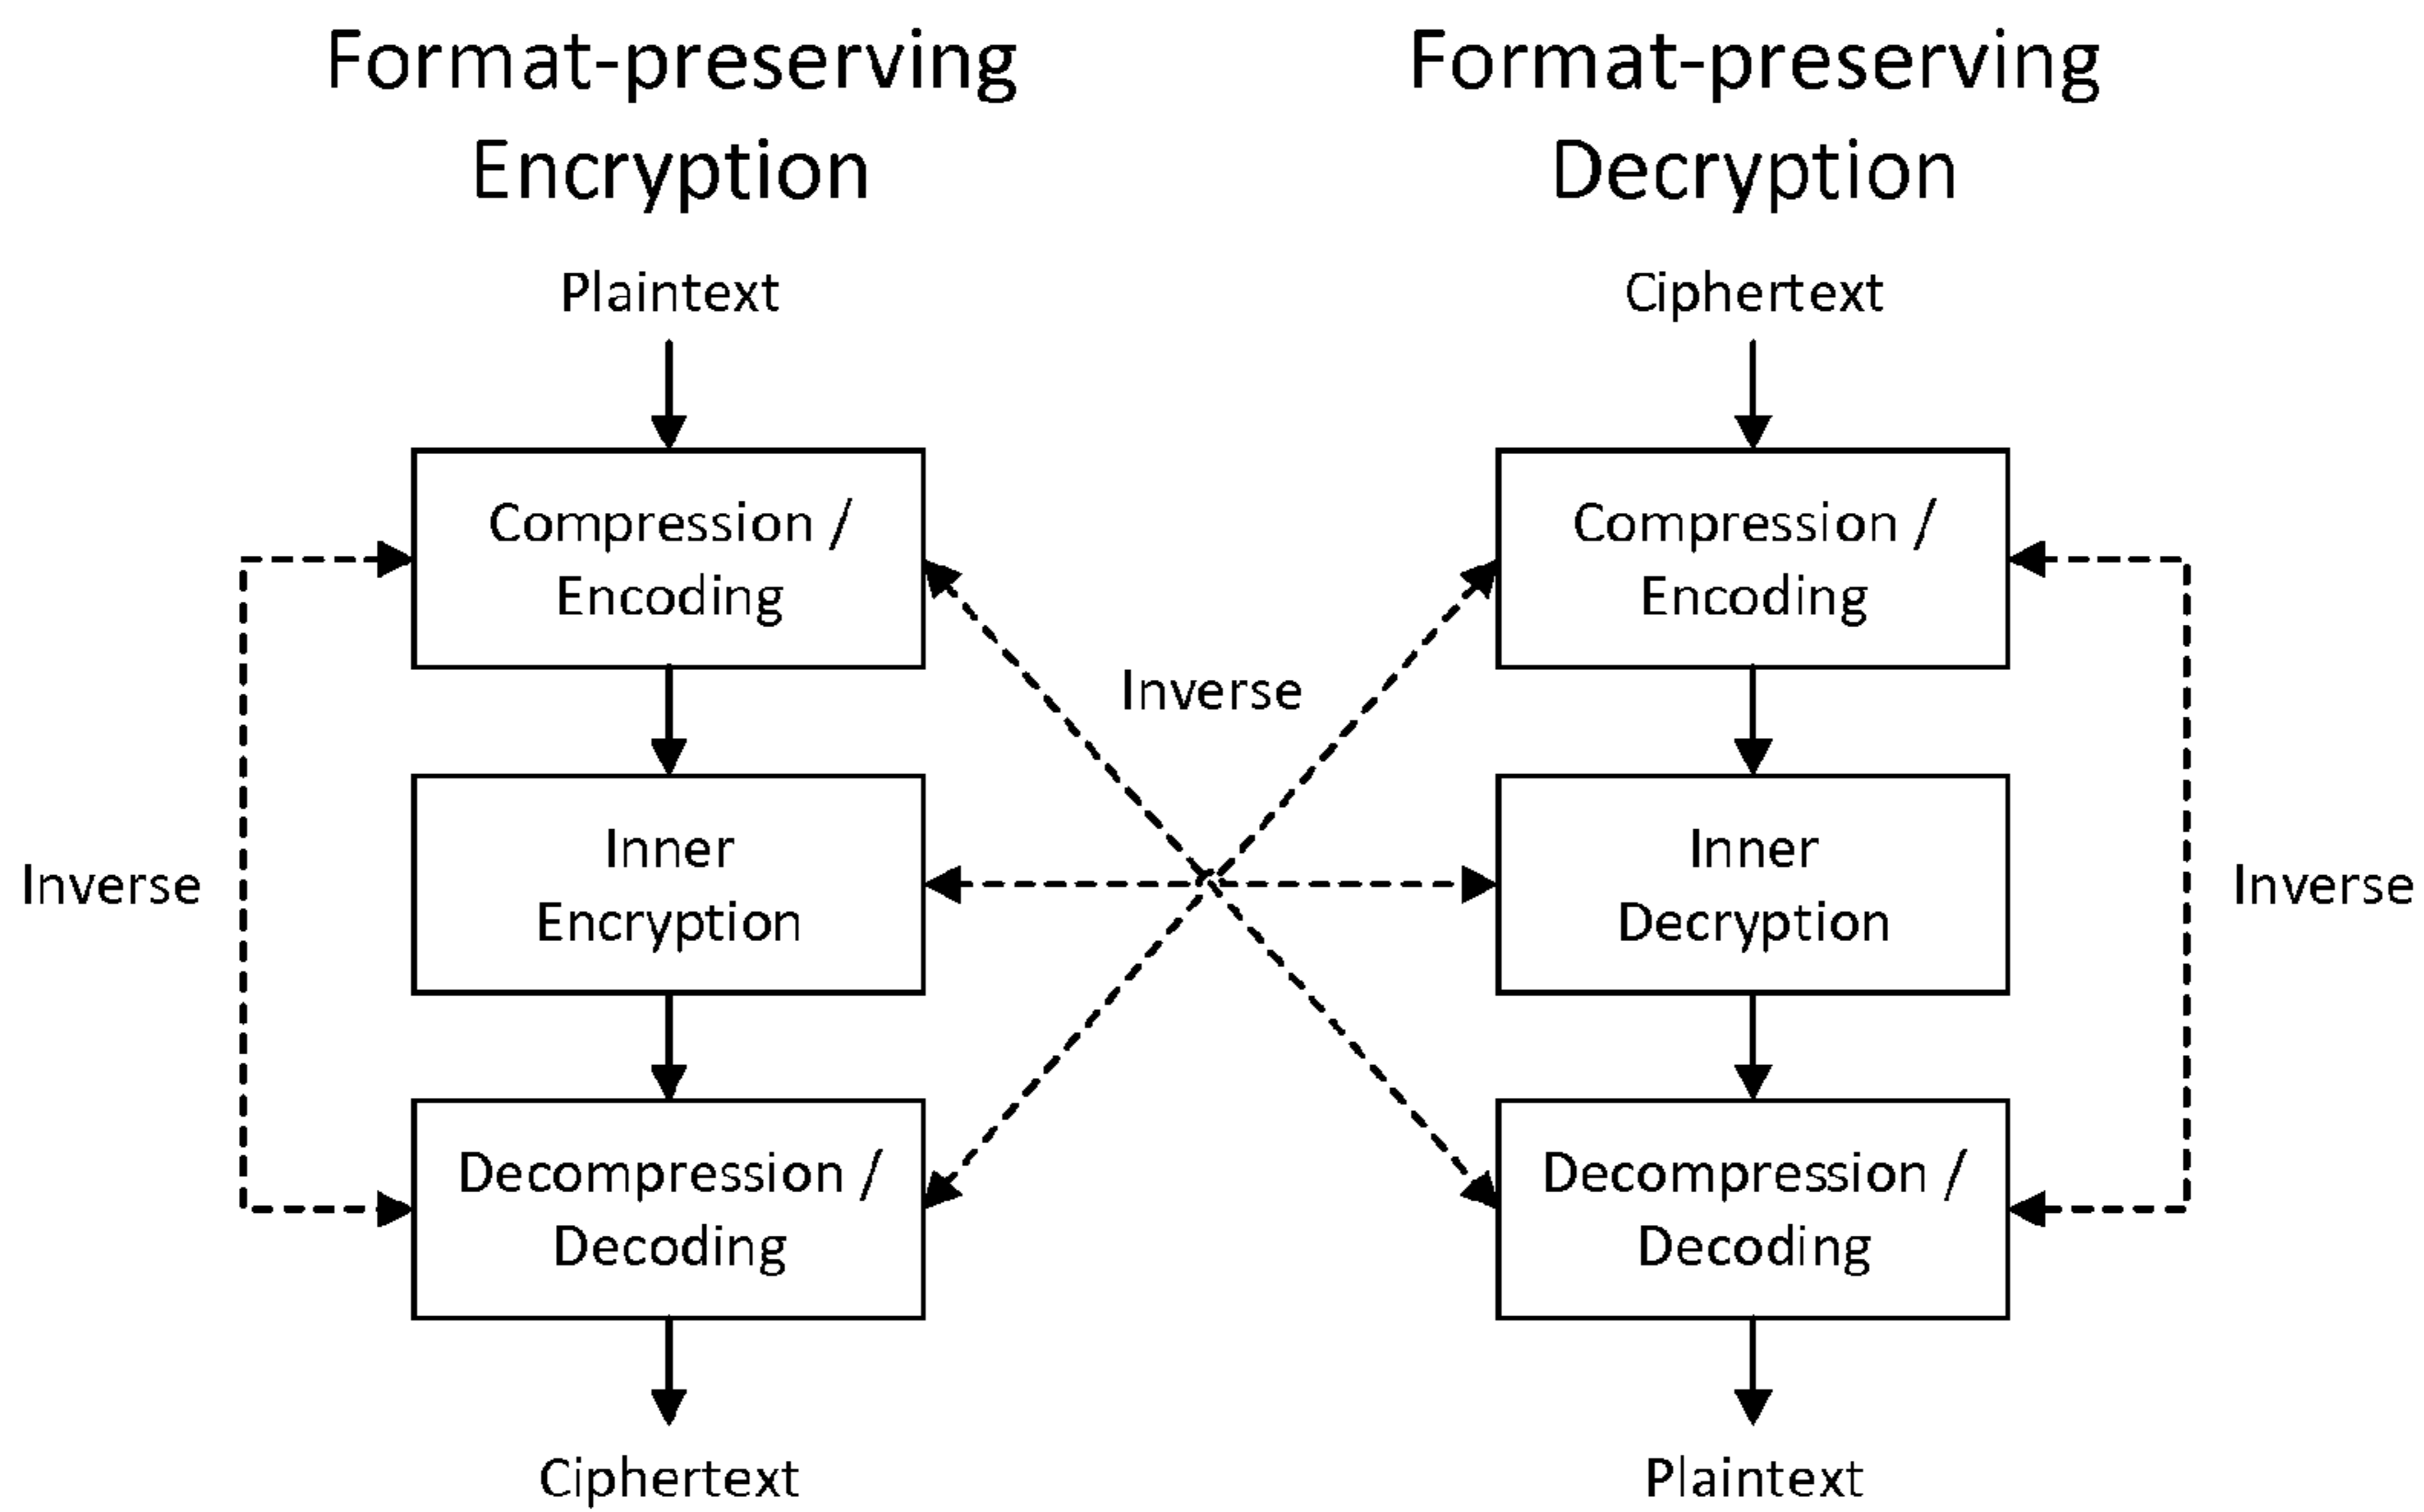 Format-preserving
Encryption
Plaintext
Compression /
Encoding
Inner
Encryption
Decompression /
Decoding
Ciphertext
Inverse
Inverse
Format-preserving
Decryption
Ciphertext
Compression /
Encoding
Inner
Decryption
Decompression /
Decoding
Plaintext
Inverse